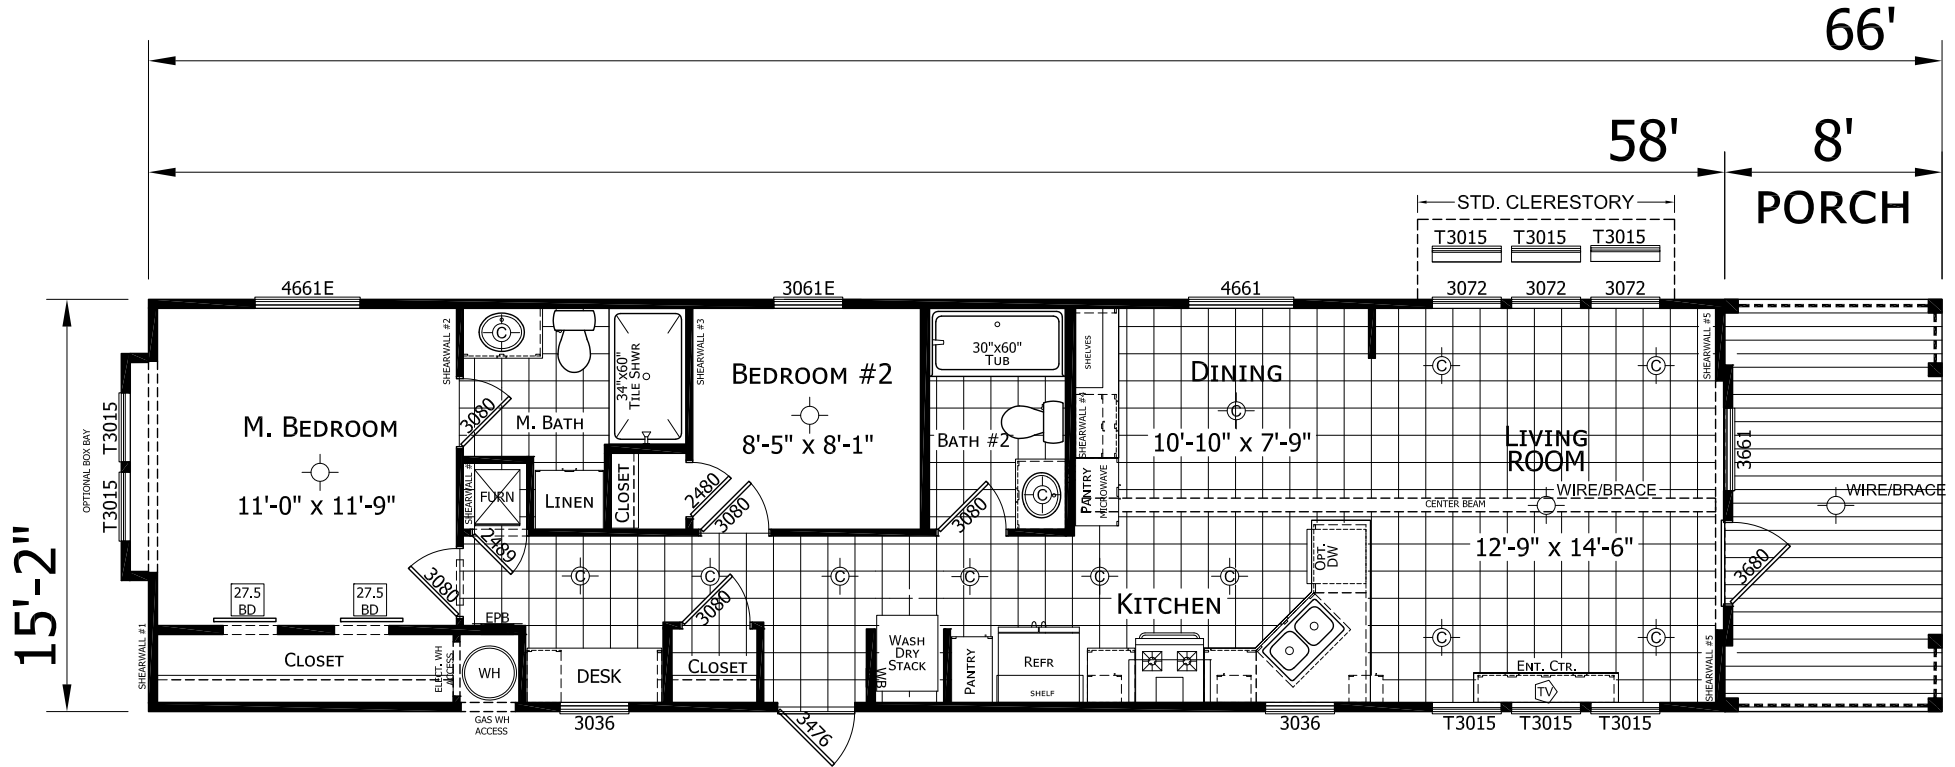 66'
58'
8'
PORCH
STD. CLERESTORY
T3015
T3015
T3015
4661E
3061E
4661
3072
3072
3072
15'-2"
OPTIONAL BOX BAY
T3015
T3015
M. BEDROOM
11'-0" X 11'-9"
SHEARWALL #2
3080
C
M. BATH
34"x60"
TILE SHWR
SHEARWALL #3
BEDROOM #2
8'-5" X 8'-1"
30"x60"
TUB
BATH #2
C
3080
SHELVES
SHEARWALL #4
PANTRY
MICROWAVE
DINING
C
10'-10" X 7'-9"
C
C
SHEARWALL #5
LIVING
ROOM
12'-9" X 14'-6"
WIRE/BRACE
CENTER BEAM
3661
WIRE/BRACE
3680
FURN
LINEN
CLOSET
2480
3080
2489
3080
27.5
BD
27.5
BD
EPB
C
C
C
C
C
C
3080
KITCHEN
OPT.
DW
SHEARWALL #1
CLOSET
ELECT. WH
ACCESS
WH
GAS WH
ACCESS
DESK
3036
CLOSET
3476
WASH
DRY
STACK
WB
PANTRY
REFR
SHELF
3036
C
C
ENT. CTR.
TV
SHEARWALL #5
T3015
T3015
T3015